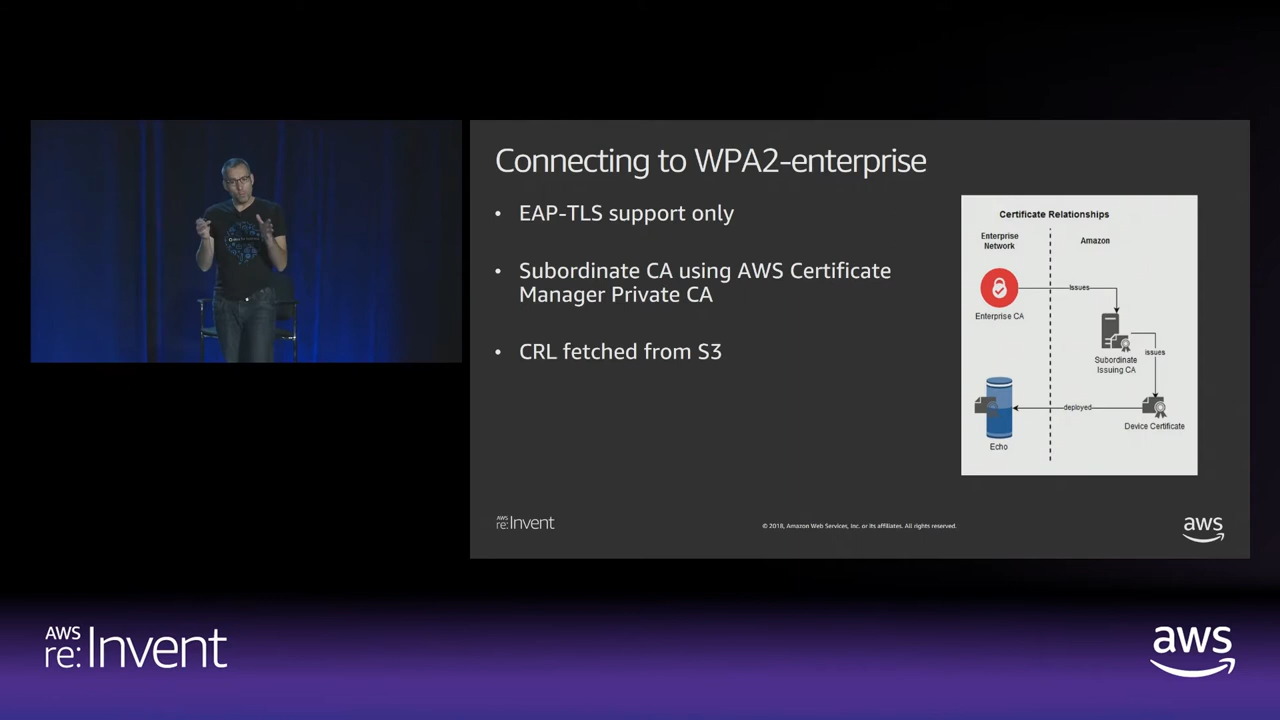 Connecting to WPA2-enterprise
• EAP-TLS support only
• Subordinate CA using AWS Certificate
Manager Private CA
• CRL fetched from S3
Certificate Relationships
Enterprise
Network
Amazon
Issues
Enterprise CA
Subordinate
Issuing CA
issues
deployed
Device Certificate
Echo
AWS
re:Invent
© 2018, Amazon Web Services, Inc. or its affiliates. All rights reserved.
aws
AWS
re:Invent
aws